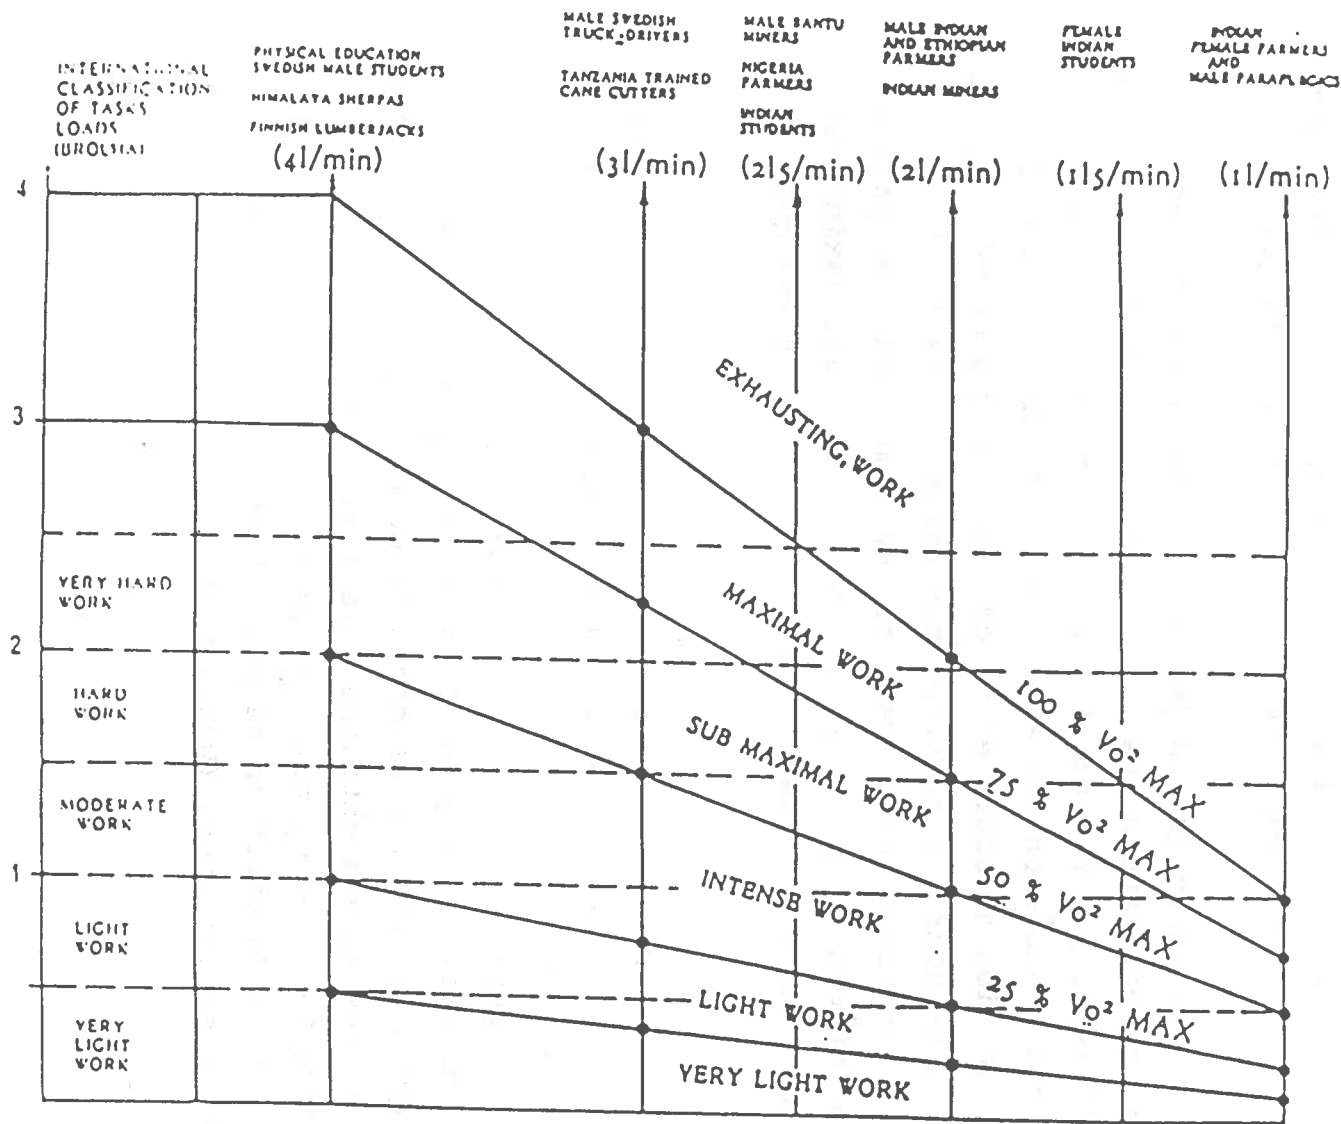 INTERNATIONAL
CLASSIFICATION
OF TASKS
LOADS
PHYSICAL EDUCATION
SVEDISH MALE STUDENTS
HIMALAYA SHERPAS
FINNISH LUMBERJACKS
(4l/min)
MALE SVEDISH
TRUCK-DRIVERS
TANZANIA TRAINED
CANE CUTTERS
(3l/min)
MALE BANTU
MINERS
NIGERIA
FARMERS
INDIAN
STUDENTS
(2l5/min)
MALE INDIAN
AND ETHIOPIAN
FARMERS
INDIAN MINERS
(2l/min)
FEMALE
INDIAN
STUDENTS
(1l5/min)
INDIAN
FEMALE FARMERS
AND
MALE PARAPLEGICS
(1l/min)
4
3
2
1
VERY HARD
WORK
HARD
WORK
MODERATE
WORK
LIGHT
WORK
VERY
LIGHT
WORK
EXHAUSTING WORK
MAXIMAL WORK
SUB MAXIMAL WORK
INTENSE WORK
LIGHT WORK
VERY LIGHT WORK
100 % VO² MAX
75 % VO² MAX
50 % VO² MAX
25 % VO² MAX